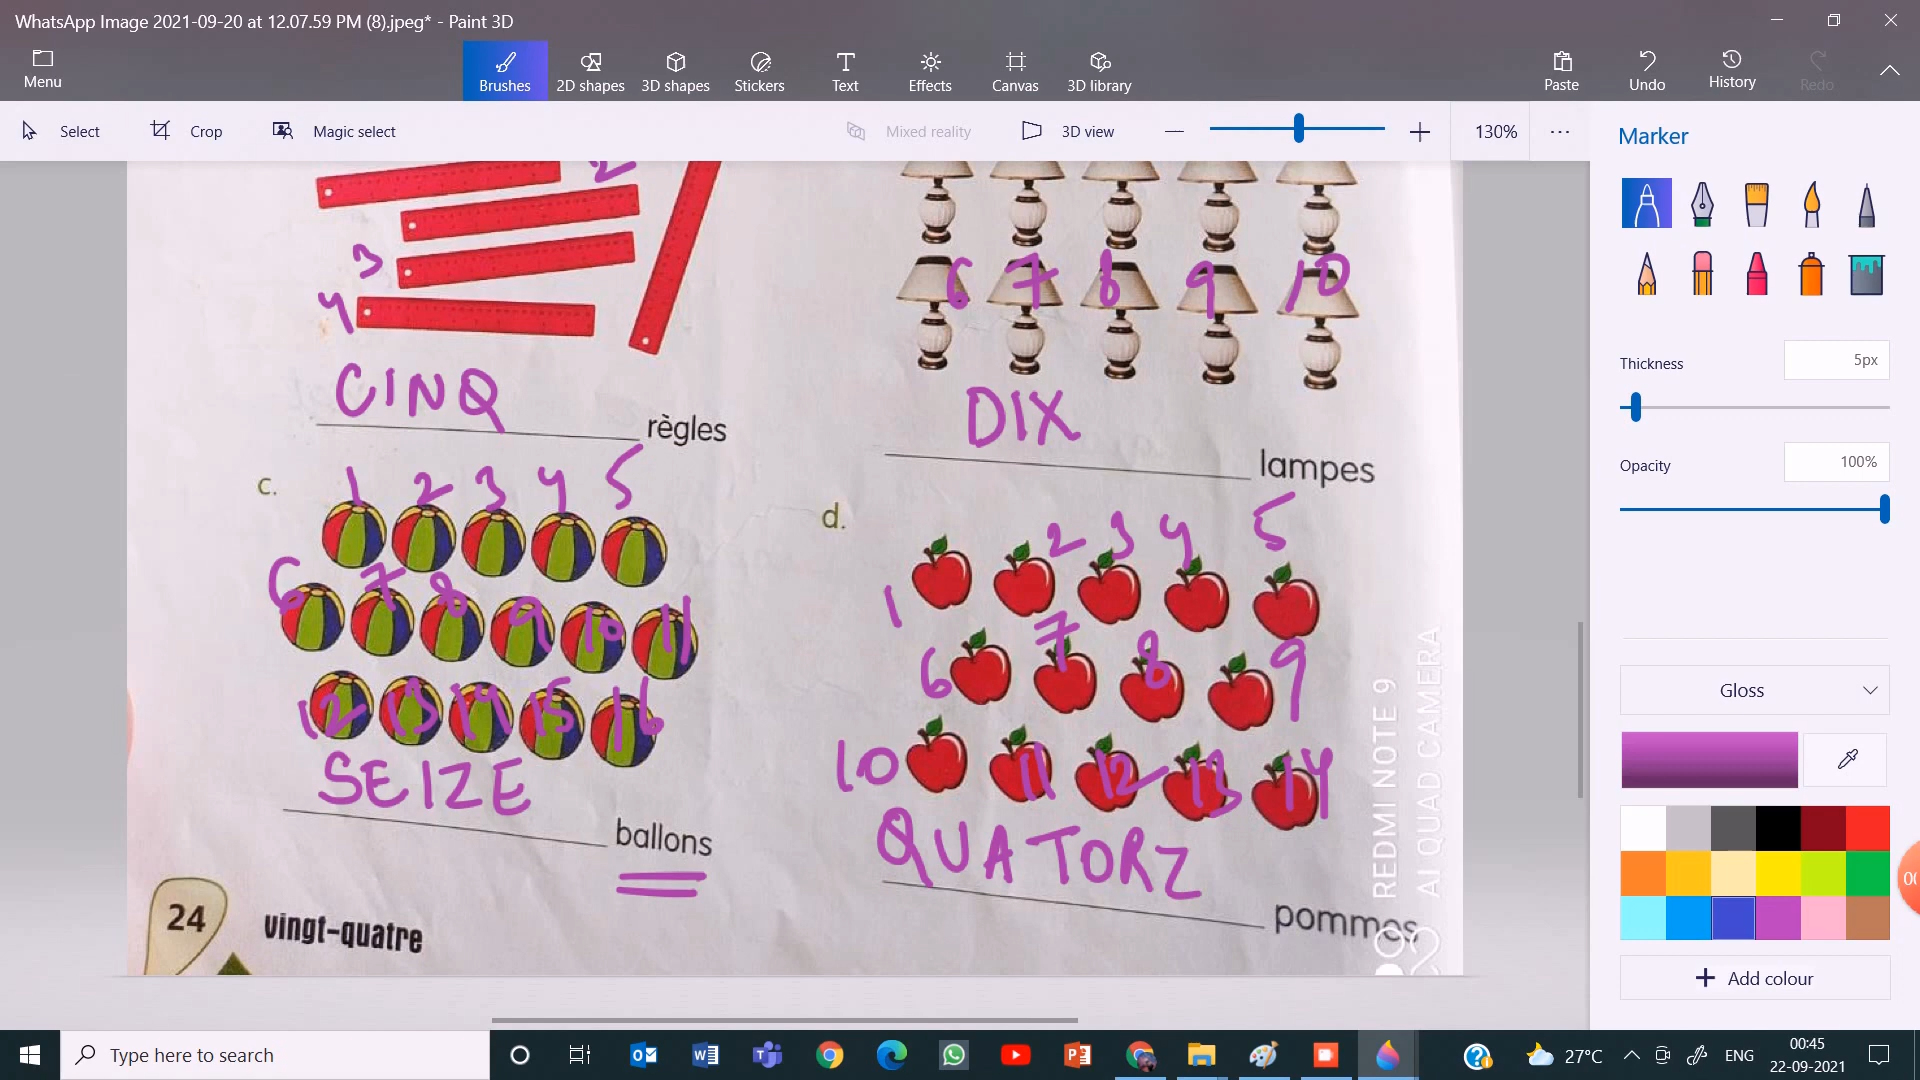 WhatsApp Image 2021-09-20 at 12.07.59 PM (8).jpeg* - Paint 3D
Menu
Brushes
2D shapes
3D shapes
Stickers
Text
Effects
Canvas
3D library
Paste
Undo
History
Redo
Select
Crop
Magic select
Mixed reality
3D view
130%
Marker
Thickness
5px
Opacity
100%
Gloss
Add colour
2
3
4
CINQ
règles
6 7 8 9 10
DIX
lampes
c.
1 2 3 4 5
6 7 8 9 10 11
12 13 14 15 16
SEIZE
ballons
d.
1 2 3 4 5
6 7 8 9
10 11 12 13 14
QUATORZ
pommes
24 vingt-quatre
REDMI NOTE 9
AI QUAD CAMERA
Type here to search
27°C
ENG
00:45
22-09-2021